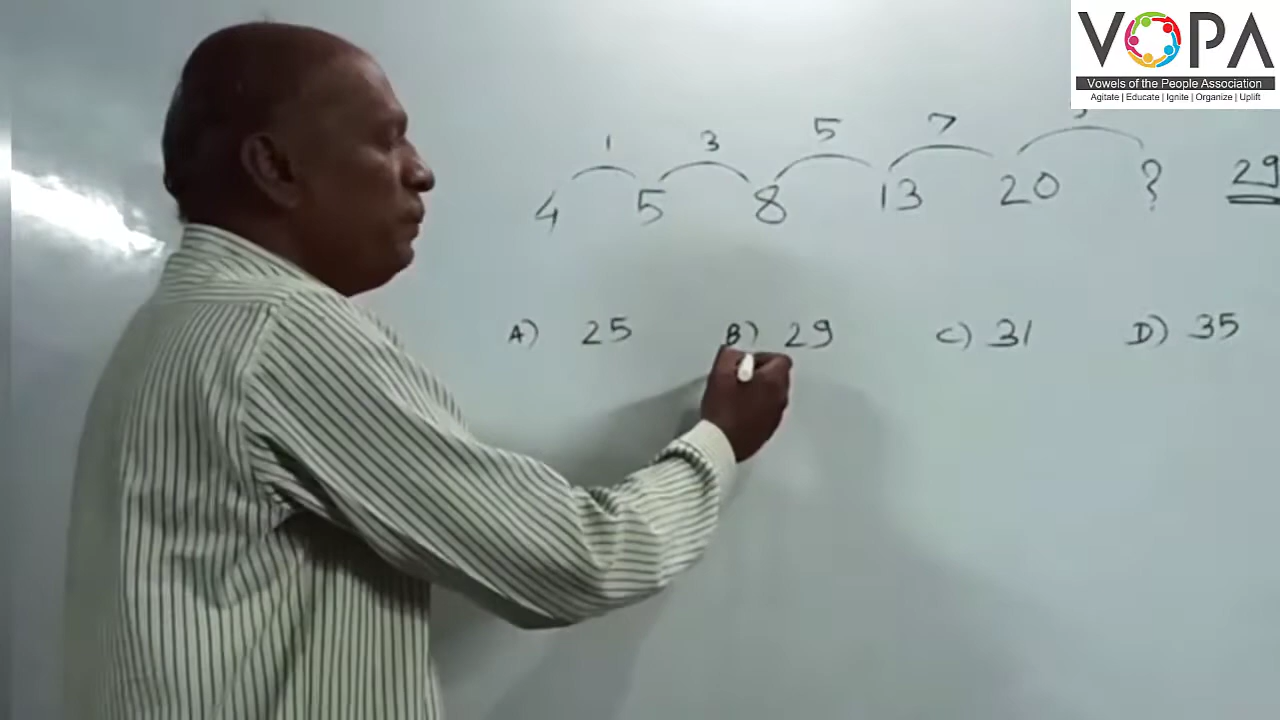 VOPA
Vowels of the People Association
Agitate | Educate | Ignite | Organize | Uplift
1 3 5 7
4 5 8 13 20 ? 29
A) 25 B) 29 C) 31 D) 35